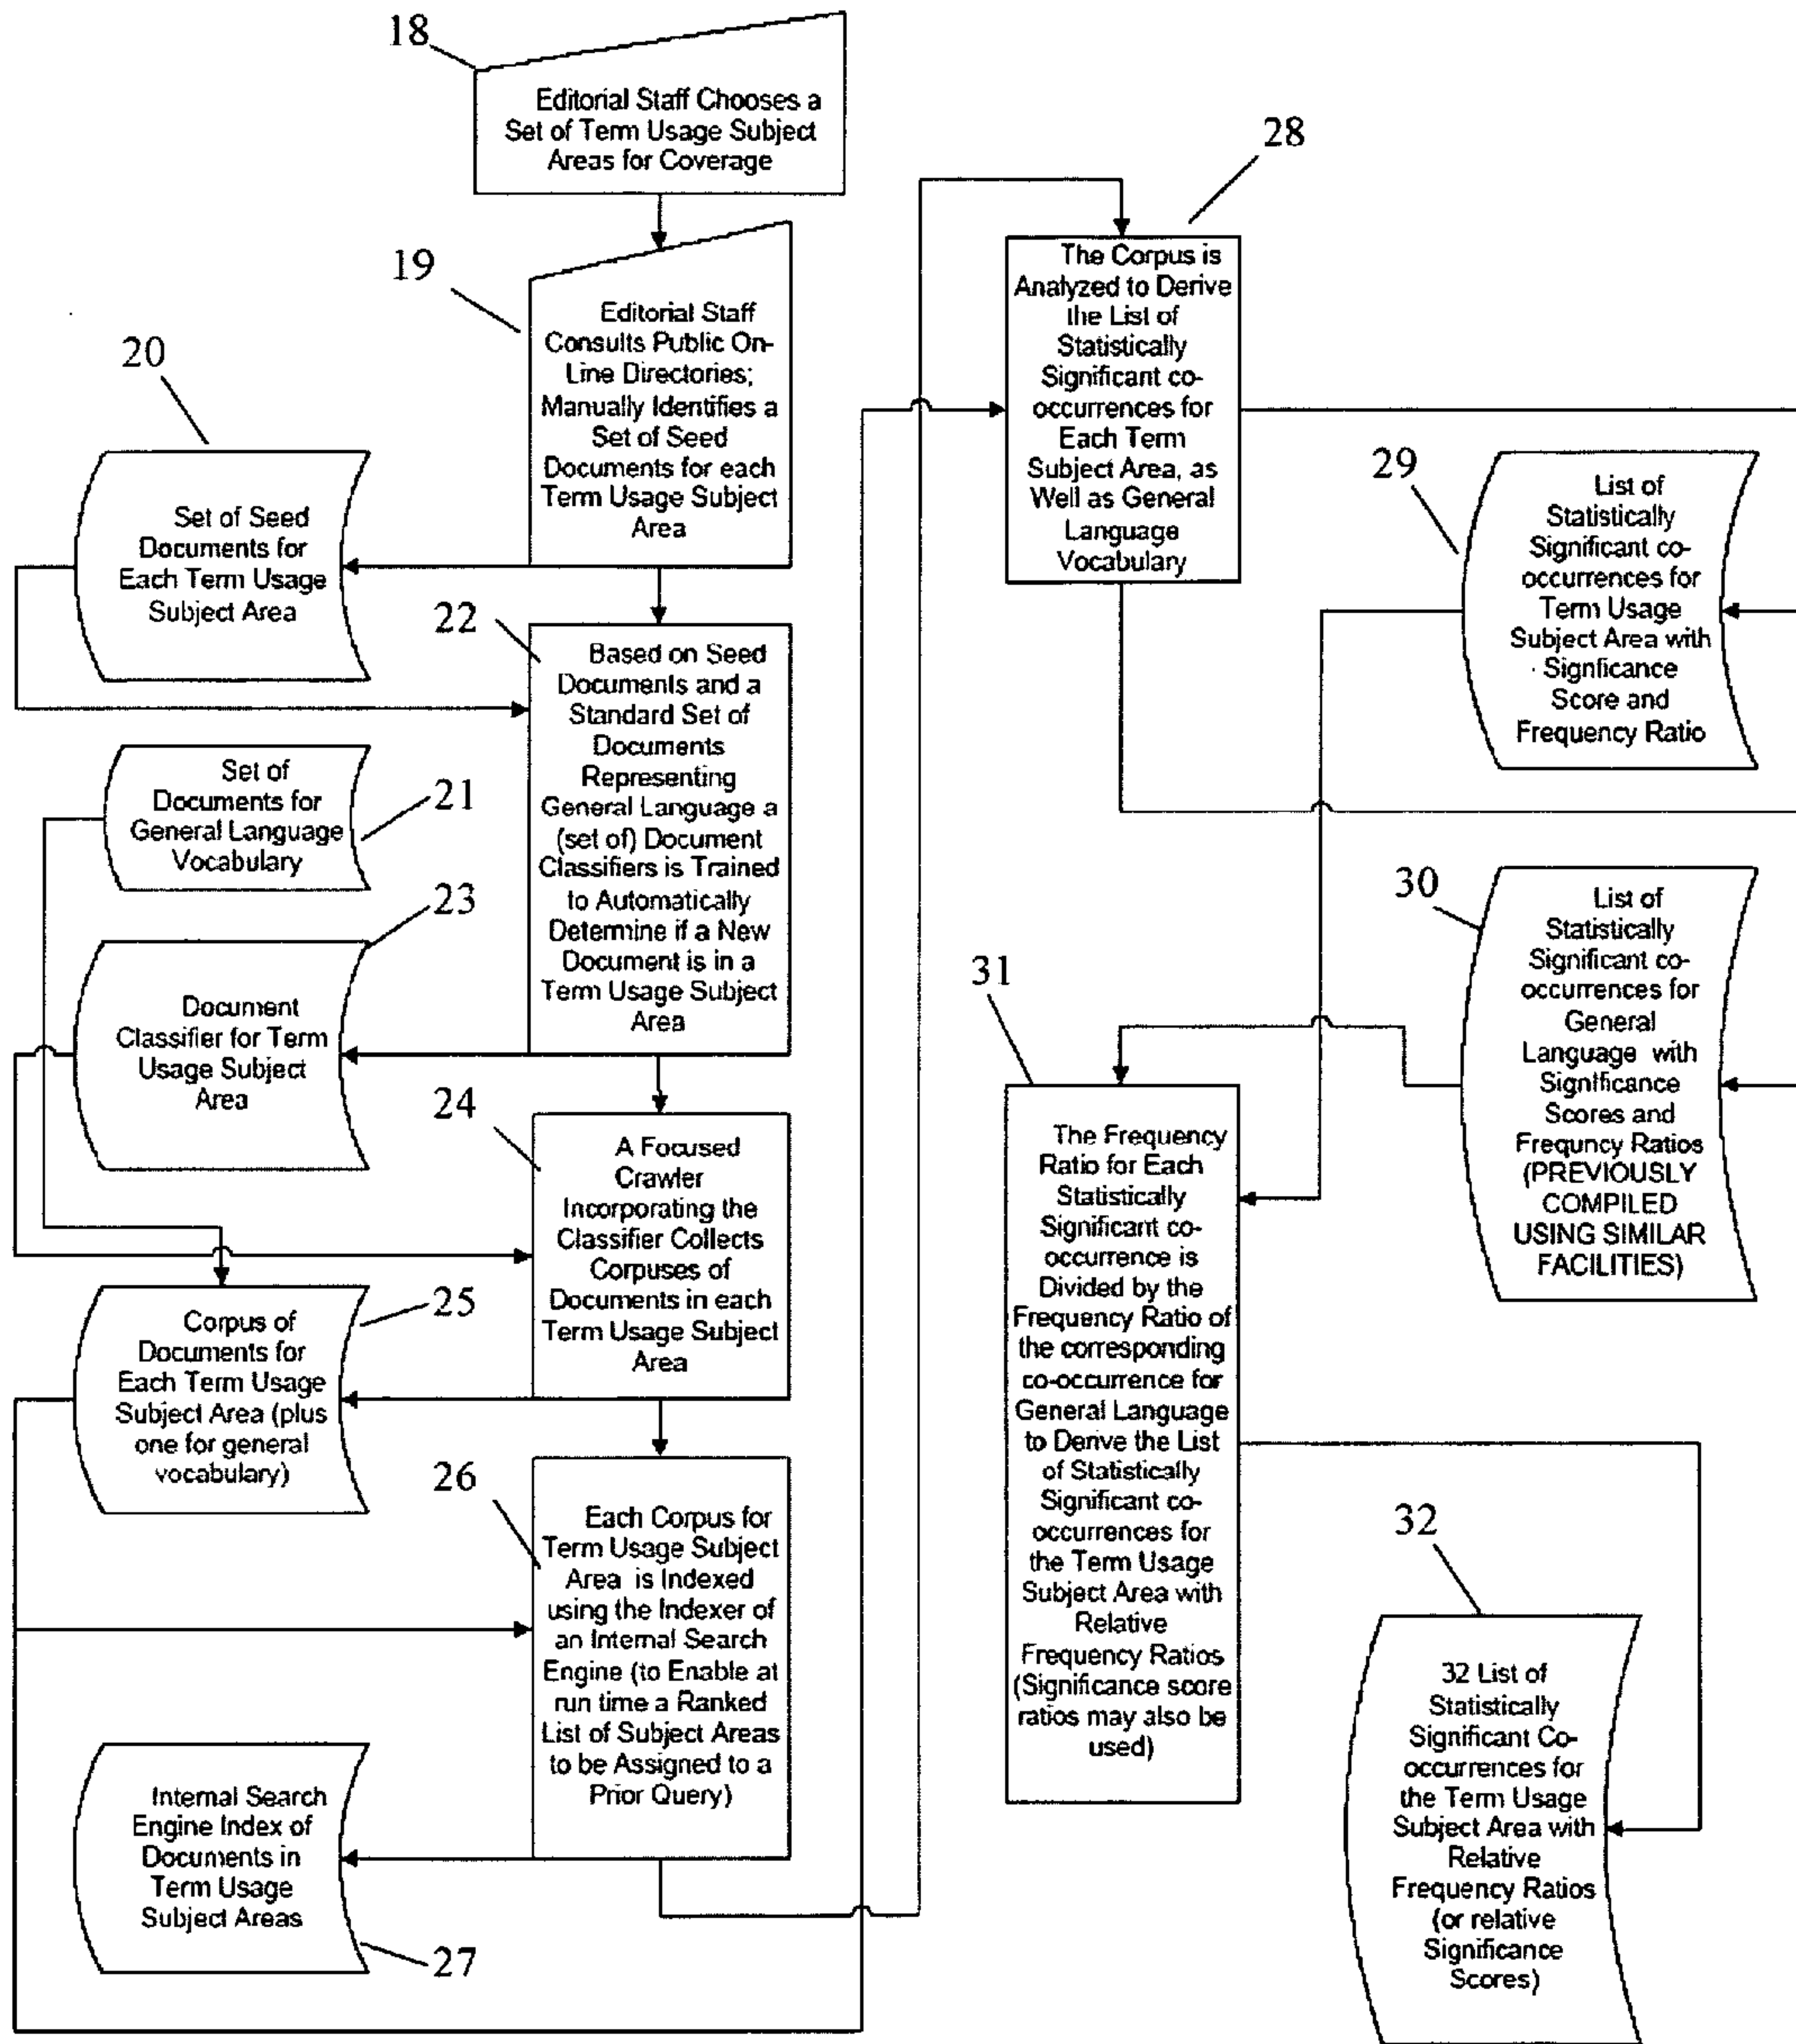 18
Editorial Staff Chooses a
Set of Term Usage Subject
Areas for Coverage
19
Editorial Staff
Consults Public On-
Line Directories;
Manually Identifies a
Set of Seed
Documents for each
Term Usage Subject
Area
20
Set of Seed
Documents for
Each Term Usage
Subject Area
22
Based on Seed
Documents and a
Standard Set of
Documents
Representing
General Language a
(set of) Document
Classifiers is Trained
to Automatically
Determine if a New
Document is in a
Term Usage Subject
Area
Set of
Documents for
General Language
Vocabulary
21
23
Document
Classifier for Term
Usage Subject
Area
24
A Focused
Crawler
Incorporating the
Classifier Collects
Corpuses of
Documents in each
Term Usage Subject
Area
25
Corpus of
Documents for
Each Term Usage
Subject Area (plus
one for general
vocabulary)
26
Each Corpus for
Term Usage Subject
Area is Indexed
using the Indexer of
an Internal Search
Engine (to Enable at
run time a Ranked
List of Subject Areas
to be Assigned to a
Prior Query)
Internal Search
Engine Index of
Documents in
Term Usage
Subject Areas
27
28
The Corpus is
Analyzed to Derive
the List of
Statistically
Significant co-
occurrences for
Each Term
Subject Area, as
Well as General
Language
Vocabulary
29
List of
Statistically
Significant co-
occurrences for
Term Usage
Subject Area with
Signficance
Score and
Frequency Ratio
30
List of
Statistically
Significant co-
occurrences for
General
Language with
Significance
Scores and
Frequncy Ratios
(PREVIOUSLY
COMPILED
USING SIMILAR
FACILITIES)
31
The Frequency
Ratio for Each
Statistically
Significant co-
occurrence is
Divided by the
Frequency Ratio of
the corresponding
co-occurrence for
General Language
to Derive the List
of Statistically
Significant co-
occurrences for
the Term Usage
Subject Area with
Relative
Frequency Ratios
(Significance score
ratios may also be
used)
32
32 List of
Statistically
Significant Co-
occurrences for
the Term Usage
Subject Area with
Relative
Frequency Ratios
(or relative
Significance
Scores)